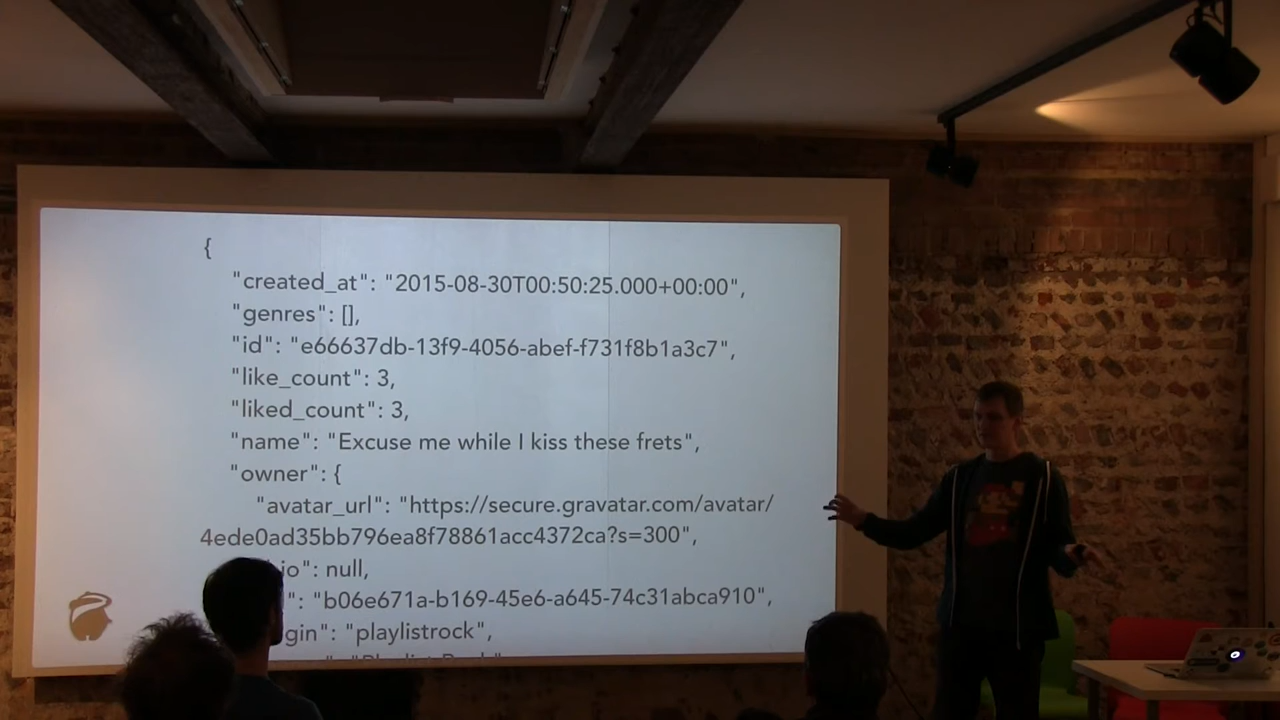 {
"created_at": "2015-08-30T00:50:25.000+00:00",
"genres": [],
"id": "e66637db-13f9-4056-abef-f731f8b1a3c7",
"like_count": 3,
"liked_count": 3,
"name": "Excuse me while I kiss these frets",
"owner": {
"avatar_url": "https://secure.gravatar.com/avatar/
4ede0ad35bb796ea8f78861acc4372ca?s=300",
io": null,
": "b06e671a-b169-45e6-a645-74c31abca910",
gin": "playlistrock",